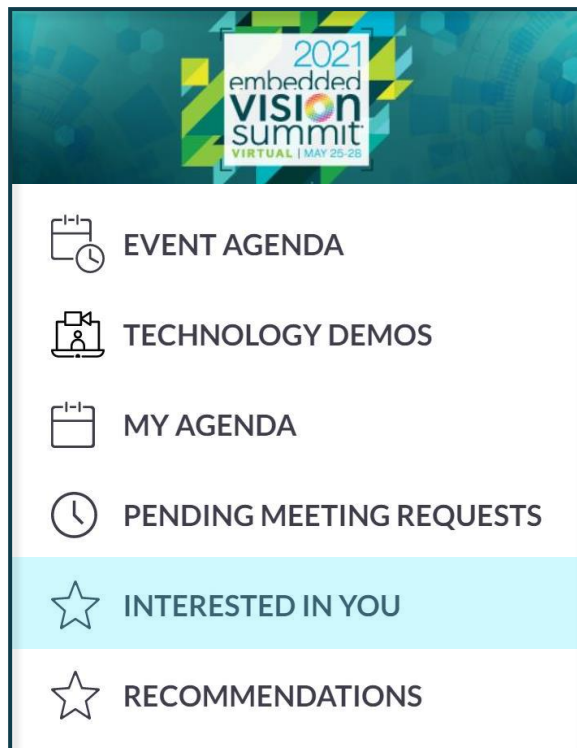 2021
embedded
VISION
summit
VIRTUAL | MAY 25-28
EVENT AGENDA
TECHNOLOGY DEMOS
MY AGENDA
PENDING MEETING REQUESTS
INTERESTED IN YOU
RECOMMENDATIONS